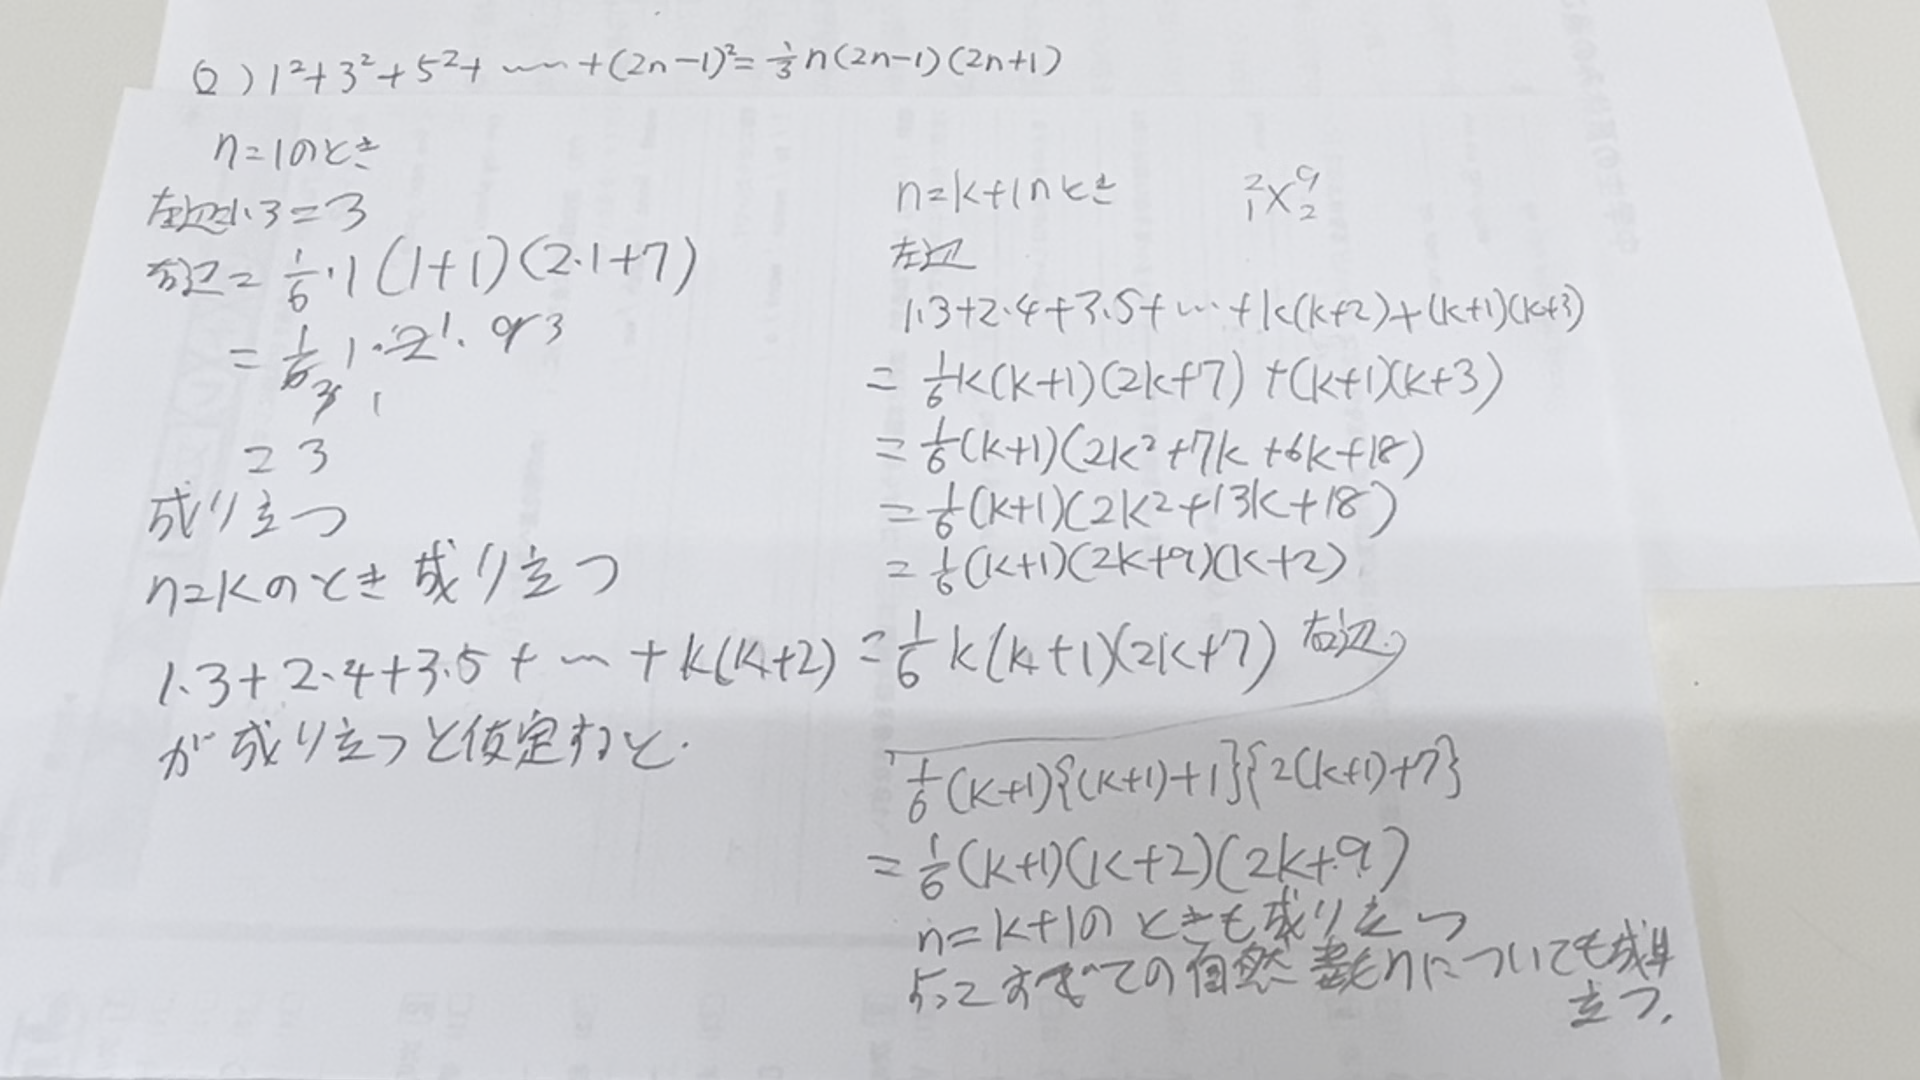 (2) 1²+3²+5²+……+(2n-1)²=1/3n(2n-1)(2n+1)
n=1のとき
左辺=1・3=3
右辺=1/6・1(1+1)(2・1+7)
=1/6 1・2 1・9 3
3 1
=3
成り立つ
n=kのとき成り立つ
1・3+2・4+3・5+……+k(k+2)=1/6k(k+1)(2k+7)
が成り立つと仮定すると.
n=k+1のとき
2 9
1×2
左辺
1・3+2・4+3・5+……+k(k+2)+(k+1)(k+3)
=1/6k(k+1)(2k+7)+(k+1)(k+3)
=1/6(k+1)(2k²+7k+6k+18)
=1/6(k+1)(2k²+13k+18)
=1/6(k+1)(2k+9)(k+2)
右辺
1/6(k+1){(k+1)+1}{2(k+1)+7}
=1/6(k+1)(k+2)(2k+9)
n=k+1のときも成り立つ
よってすべての自然数nについても成り
立つ.